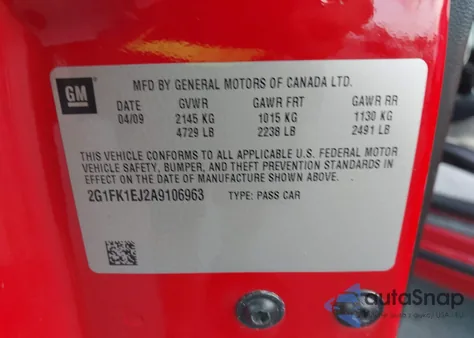 GM
MFD BY GENERAL MOTORS OF CANADA LTD.
DATE GVWR GAWR FRT GAWR RR
04/09 2145 KG 1015 KG 1130 KG
4729 LB 2238 LB 2491 LB
THIS VEHICLE CONFORMS TO ALL APPLICABLE U.S. FEDERAL MOTOR
VEHICLE SAFETY, BUMPER, AND THEFT PREVENTION STANDARDS IN
EFFECT ON THE DATE OF MANUFACTURE SHOWN ABOVE.
2G1FK1EJ2A9106963 TYPE: PASS CAR
autaSnap